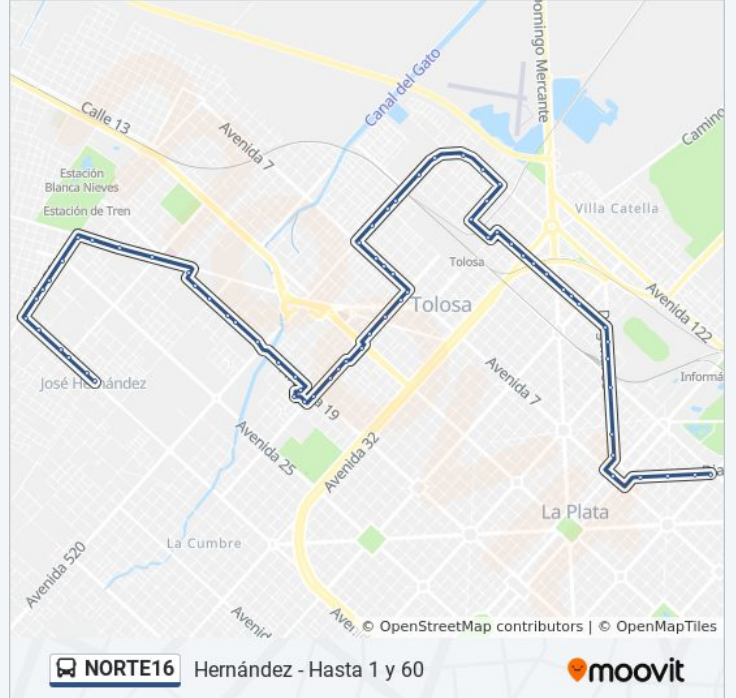 Domingo Mercante
Canal del Gato
Calle 13
Avenida 7
Camino
Estación
Blanca Nieves
Estación de Tren
Villa Catella
Tolosa
Tolosa
Avenida 122
Avenida 7
Informá
José Hernández
19
Avenida 25
Avenida 32
La Plata
La Cumbre
Avenida 520
Avenid
Aveni
© OpenStreetMap contributors | © OpenMapTiles
NORTE16 Hernández - Hasta 1 y 60
moovit